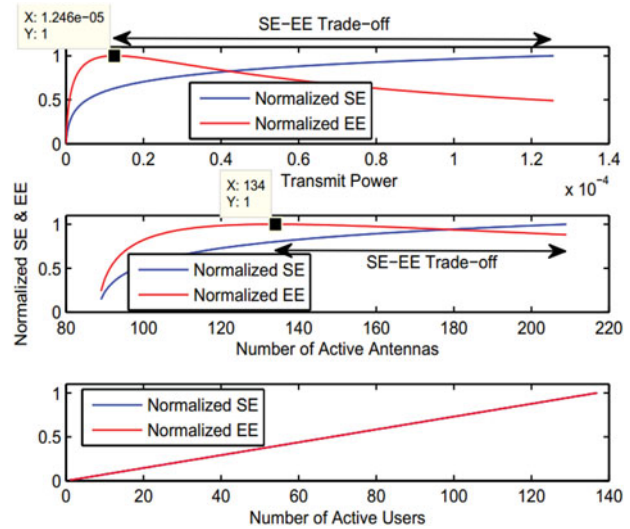 X: 1.246e-05
Y: 1
SE-EE Trade-off
1
0.5
0
Normalized SE
Normalized EE
0 0.2 0.4 0.6 0.8 1 1.2 1.4
Transmit Power
x 10⁻⁴
X: 134
Y: 1
Normalized SE & EE
1
0.5
0
SE-EE Trade-off
Normalized SE
Normalized EE
80 100 120 140 160 180 200 220
Number of Active Antennas
1
0.5
0
Normalized SE
Normalized EE
0 20 40 60 80 100 120 140
Number of Active Users